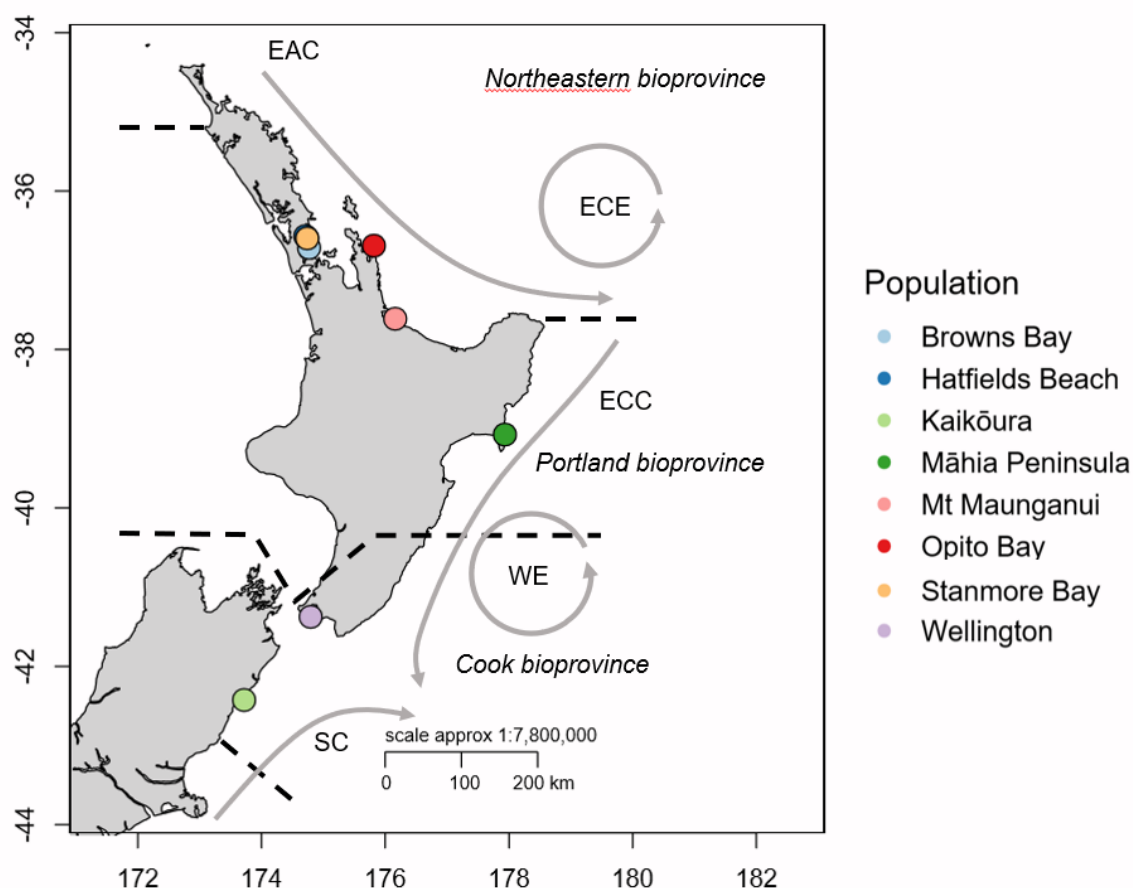 -34
-36
-38
-40
-42
-44
EAC
Northeastern bioprovince
ECE
ECC
Portland bioprovince
WE
Cook bioprovince
SC
scale approx 1:7,800,000
0 100 200 km
172 174 176 178 180 182
Population
Browns Bay
Hatfields Beach
Kaikōura
Māhia Peninsula
Mt Maunganui
Opito Bay
Stanmore Bay
Wellington